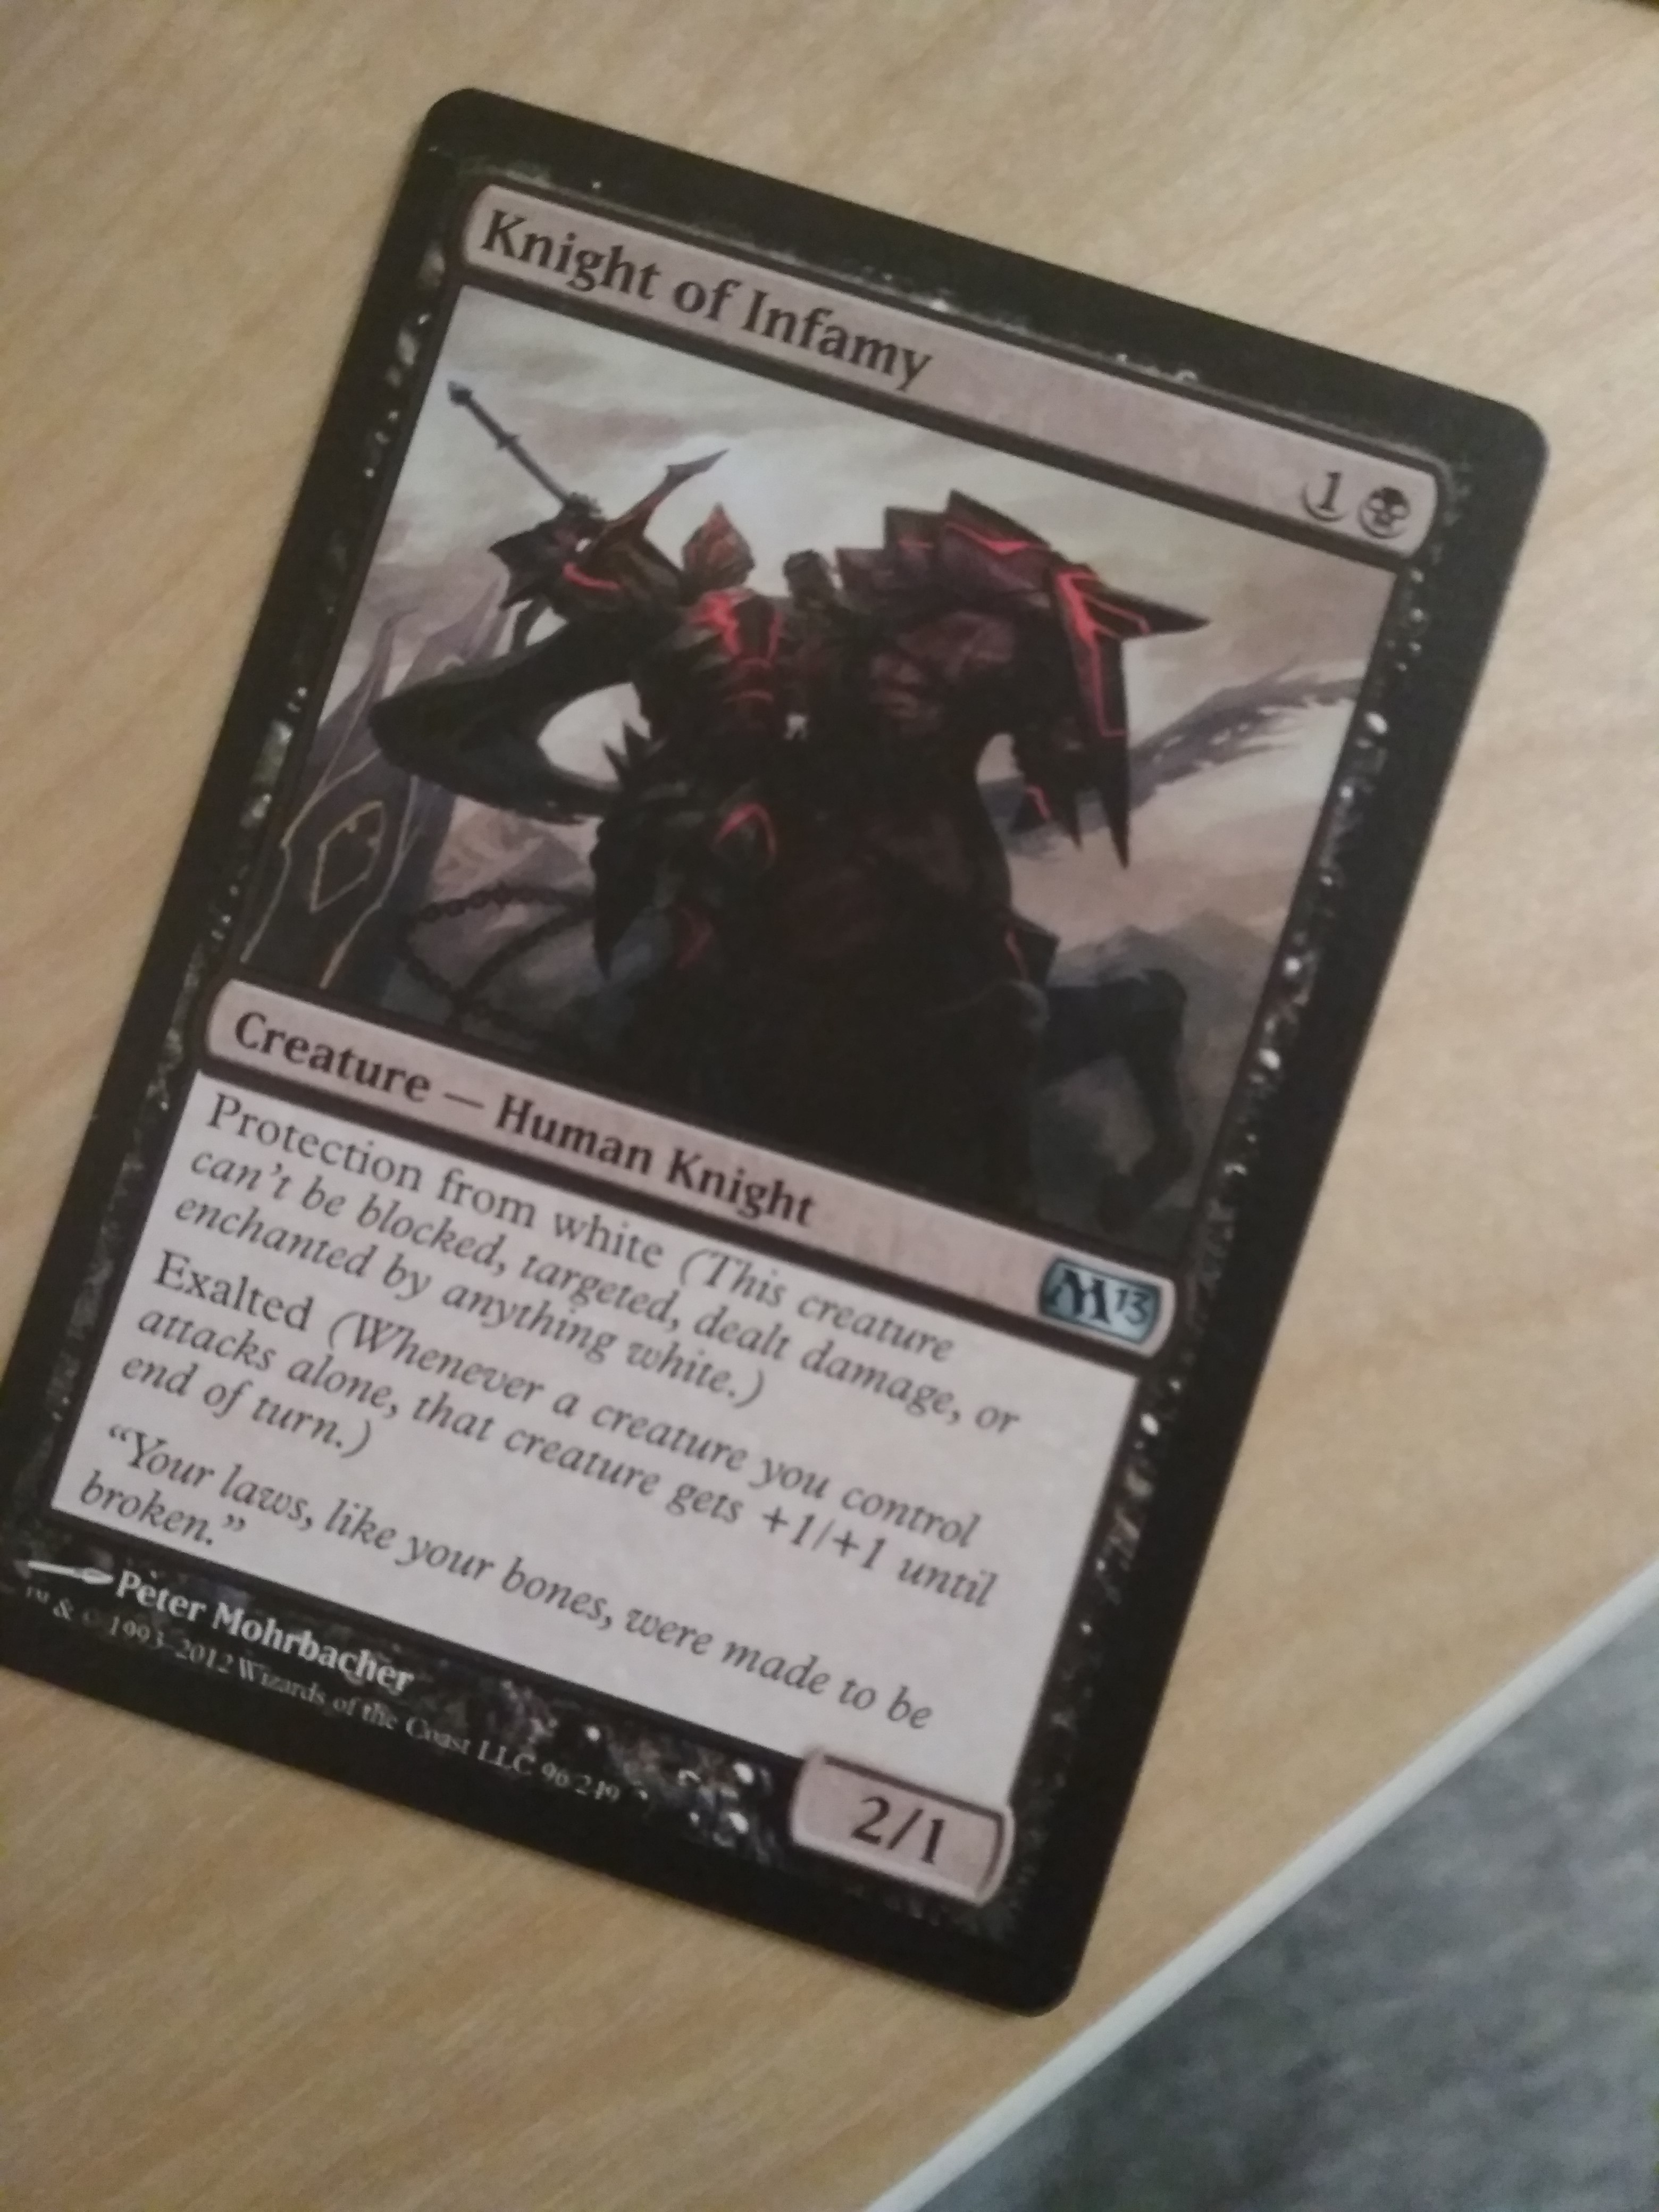 Knight of Infamy
1
Creature — Human Knight
M13
Protection from white (This creature
can't be blocked, targeted, dealt damage, or
enchanted by anything white.)
Exalted (Whenever a creature you control
attacks alone, that creature gets +1/+1 until
end of turn.)
“Your laws, like your bones, were made to be
broken.”
2/1
Peter Mohrbacher
™ & © 1993–2012 Wizards of the Coast LLC 96/249